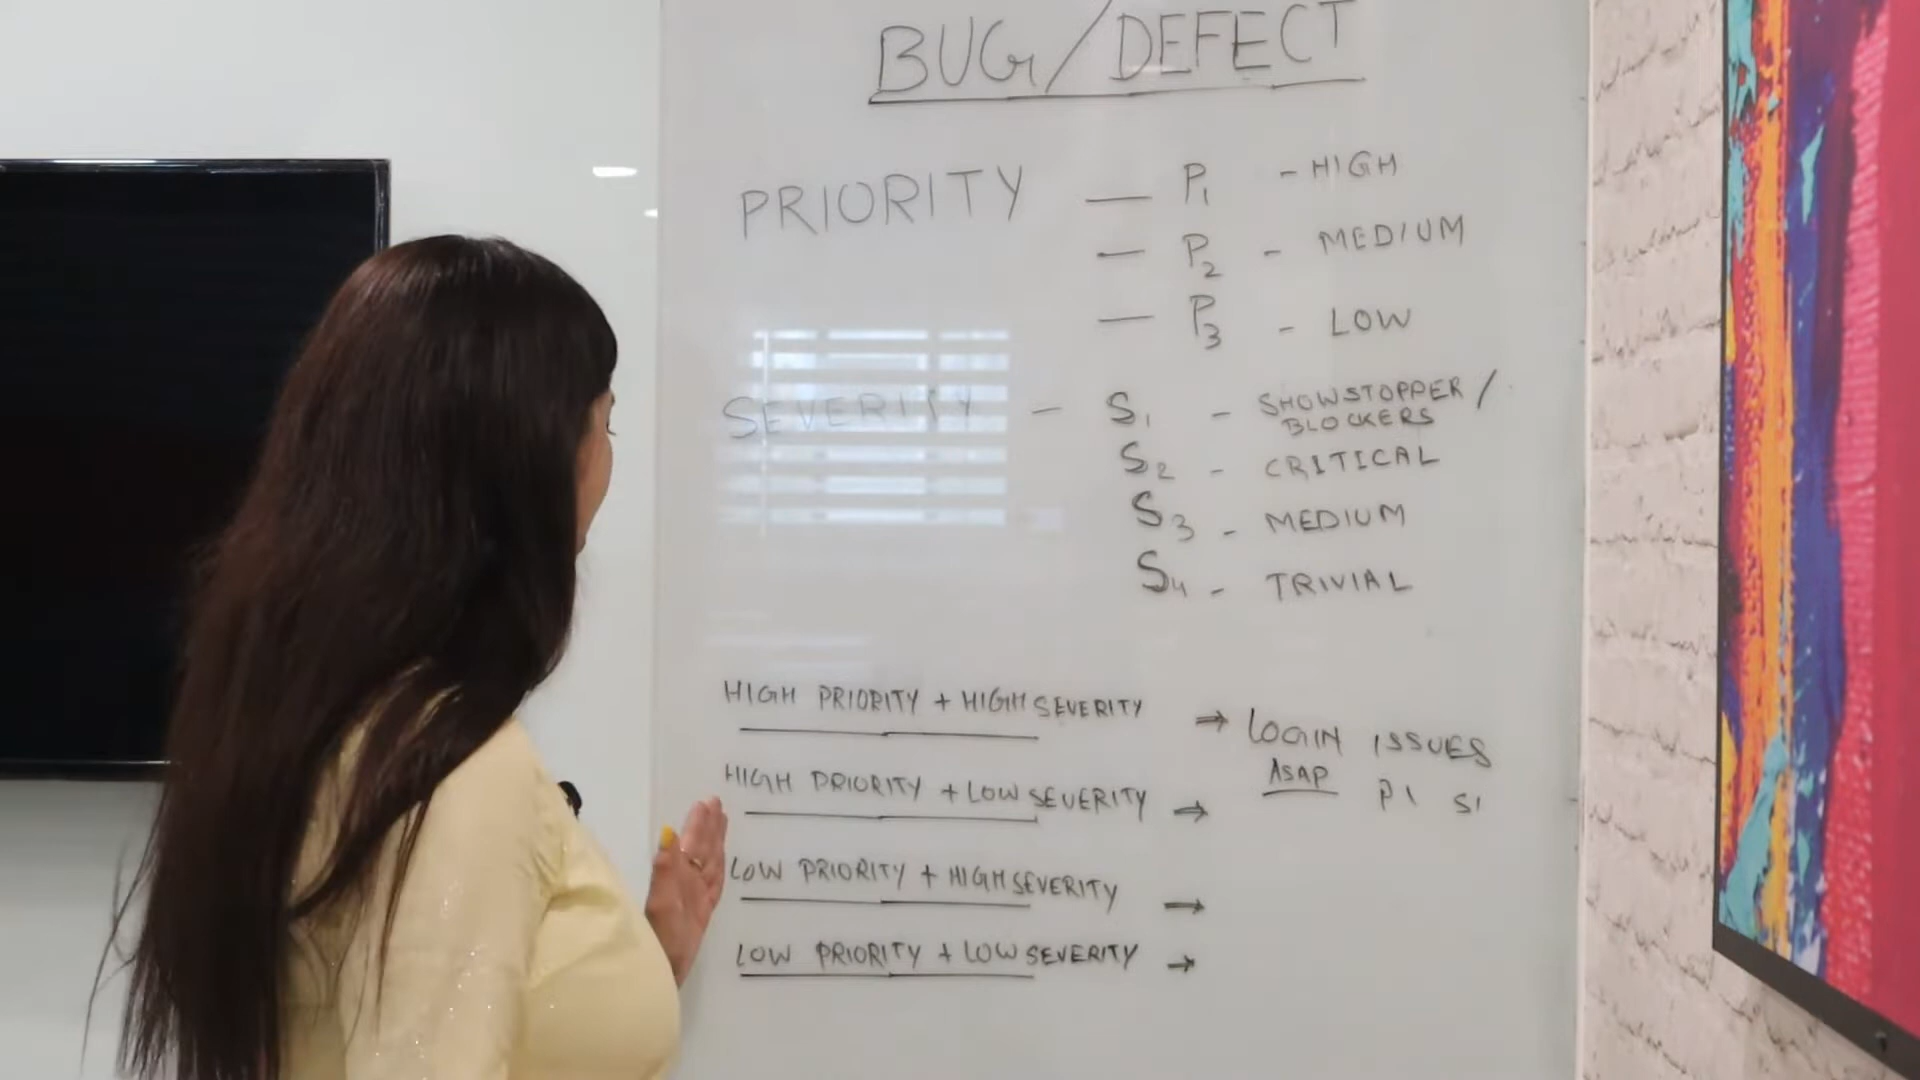 BUG/DEFECT
PRIORITY — P1 - HIGH
— P2 - MEDIUM
— P3 - LOW
SEVERITY - S1 - SHOWSTOPPER/
BLOCKERS
S2 - CRITICAL
S3 - MEDIUM
S4 - TRIVIAL
HIGH PRIORITY + HIGH SEVERITY → LOGIN ISSUES
ASAP P1 S1
HIGH PRIORITY + LOW SEVERITY →
LOW PRIORITY + HIGH SEVERITY →
LOW PRIORITY + LOW SEVERITY →